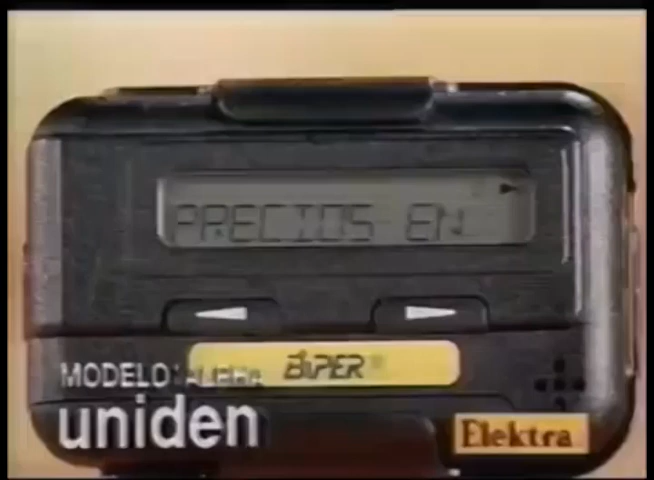 PRECIOS EN
BIPER
MODELO ALPHA
uniden
Elektra